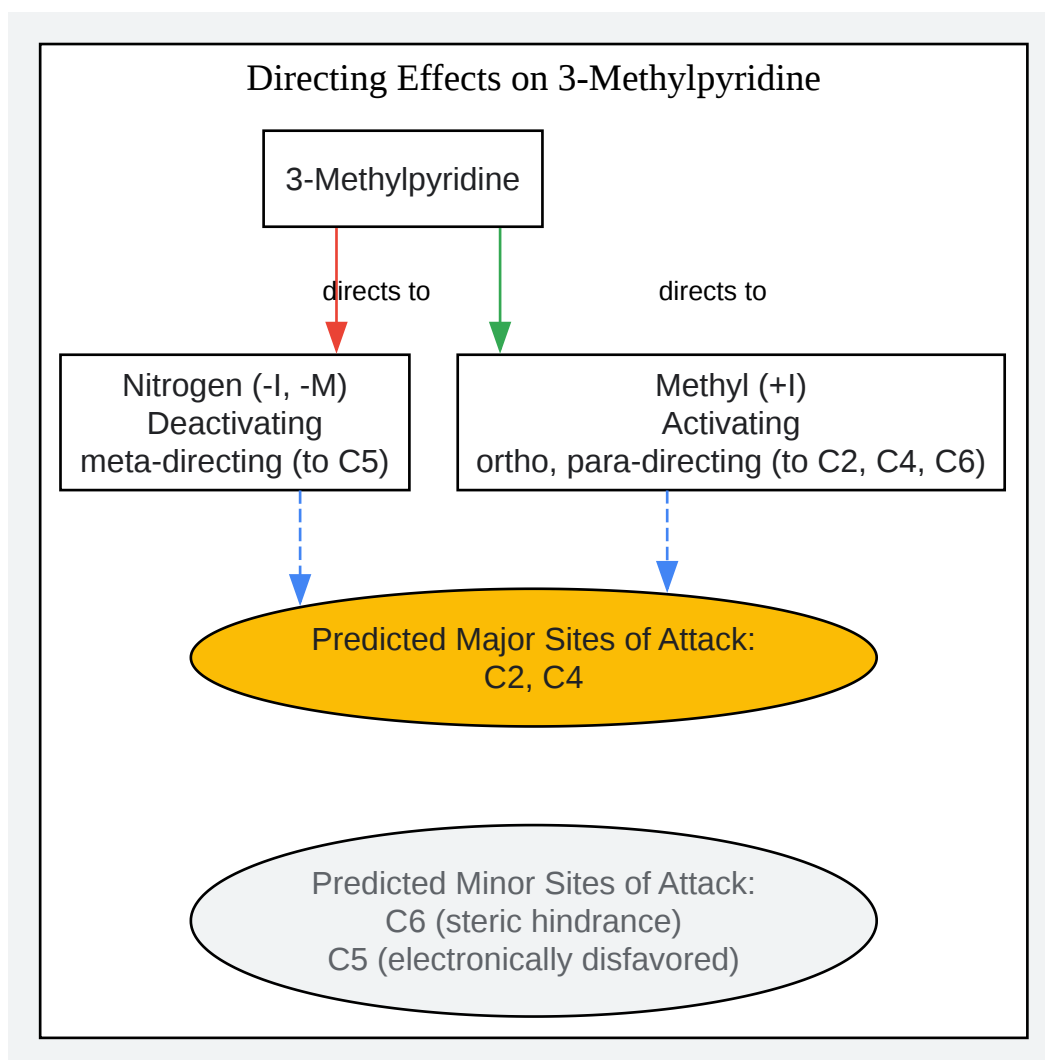 Directing Effects on 3-Methylpyridine
3-Methylpyridine
directs to
directs to
Nitrogen (-I, -M)
Deactivating
meta-directing (to C5)
Methyl (+I)
Activating
ortho, para-directing (to C2, C4, C6)
Predicted Major Sites of Attack:
C2, C4
Predicted Minor Sites of Attack:
C6 (steric hindrance)
C5 (electronically disfavored)